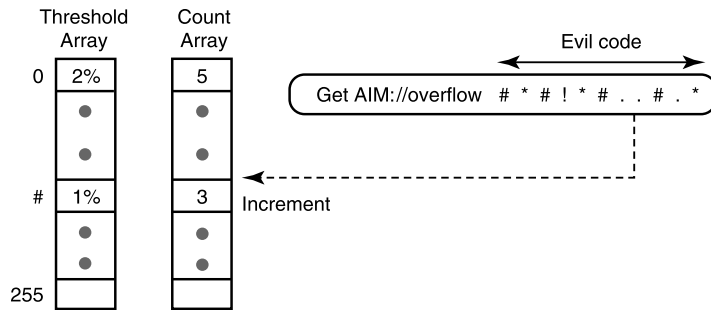 Threshold
Array
Count
Array
Evil code
0 2% 5
Get AIM://overflow # * # ! * # . . # . *
# 1% 3
Increment
255